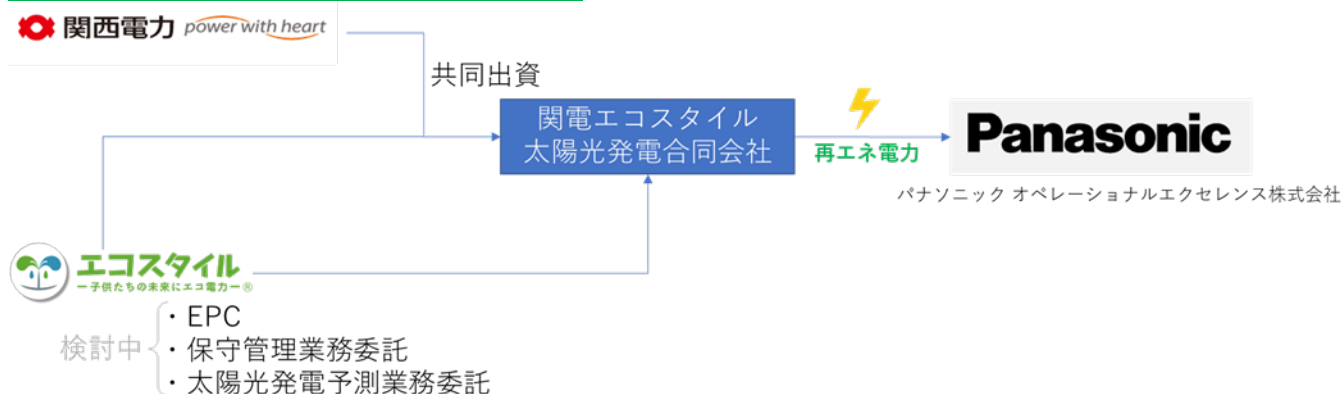 関西電力 power with heart
共同出資
関電エコスタイル
太陽光発電合同会社
再エネ電力
Panasonic
パナソニック オペレーショナルエクセレンス株式会社
エコスタイル
ー子供たちの未来にエコ電力ー®
検討中
・EPC
・保守管理業務委託
・太陽光発電予測業務委託